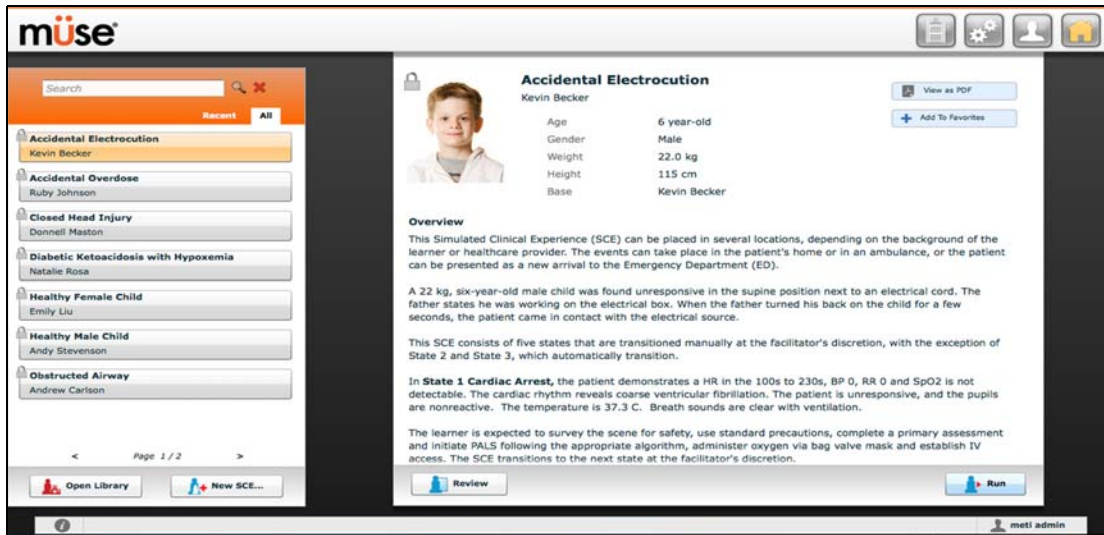 müse
Search
Recent All
Accidental Electrocution
Kevin Becker
Accidental Overdose
Ruby Johnson
Closed Head Injury
Donnell Maston
Diabetic Ketoacidosis with Hypoxemia
Natalie Rosa
Healthy Female Child
Emily Liu
Healthy Male Child
Andy Stevenson
Obstructed Airway
Andrew Carlson
< Page 1 / 2 >
Open Library New SCE...
Accidental Electrocution
Kevin Becker
Age 6 year-old
Gender Male
Weight 22.0 kg
Height 115 cm
Base Kevin Becker
View as PDF
Add To Favorites
Overview
This Simulated Clinical Experience (SCE) can be placed in several locations, depending on the background of the
learner or healthcare provider. The events can take place in the patient's home or in an ambulance, or the patient
can be presented as a new arrival to the Emergency Department (ED).
A 22 kg, six-year-old male child was found unresponsive in the supine position next to an electrical cord. The
father states he was working on the electrical box. When the father turned his back on the child for a few
seconds, the patient came in contact with the electrical source.
This SCE consists of five states that are transitioned manually at the facilitator's discretion, with the exception of
State 2 and State 3, which automatically transition.
In State 1 Cardiac Arrest, the patient demonstrates a HR in the 100s to 230s, BP 0, RR 0 and SpO2 is not
detectable. The cardiac rhythm reveals coarse ventricular fibrillation. The patient is unresponsive, and the pupils
are nonreactive. The temperature is 37.3 C. Breath sounds are clear with ventilation.
The learner is expected to survey the scene for safety, use standard precautions, complete a primary assessment
and initiate PALS following the appropriate algorithm, administer oxygen via bag valve mask and establish IV
access. The SCE transitions to the next state at the facilitator's discretion.
Review Run
meti admin